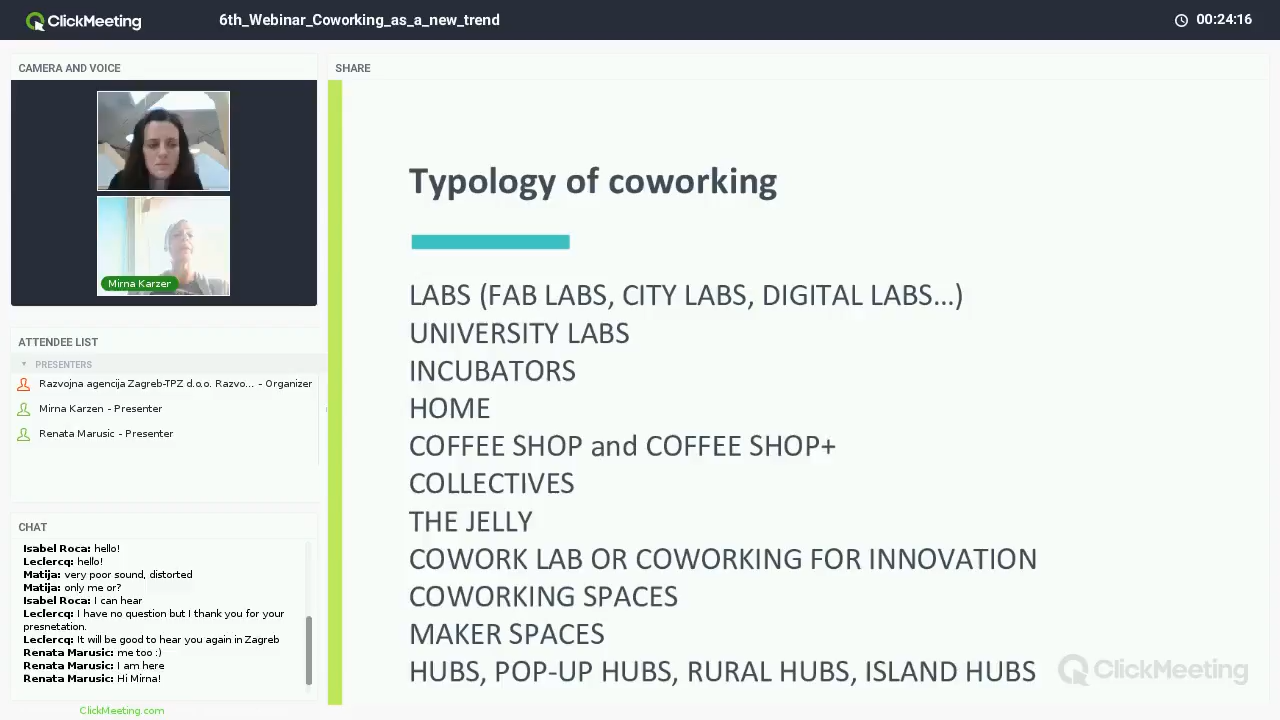 ClickMeeting
6th_Webinar_Coworking_as_a_new_trend
00:24:16
CAMERA AND VOICE
Mirna Karzen
ATTENDEE LIST
PRESENTERS
Razvojna agencija Zagreb-TPZ d.o.o. Razvo... - Organizer
Mirna Karzen - Presenter
Renata Marusic - Presenter
CHAT
Isabel Roca: hello!
Leclercq: hello!
Matija: very poor sound, distorted
Matija: only me or?
Isabel Roca: I can hear
Leclercq: I have no question but I thank you for your
presnetation.
Leclercq: It will be good to hear you again in Zagreb
Renata Marusic: me too :)
Renata Marusic: I am here
Renata Marusic: Hi Mirna!
ClickMeeting.com
SHARE
Typology of coworking
LABS (FAB LABS, CITY LABS, DIGITAL LABS...)
UNIVERSITY LABS
INCUBATORS
HOME
COFFEE SHOP and COFFEE SHOP+
COLLECTIVES
THE JELLY
COWORK LAB OR COWORKING FOR INNOVATION
COWORKING SPACES
MAKER SPACES
HUBS, POP-UP HUBS, RURAL HUBS, ISLAND HUBS
ClickMeeting